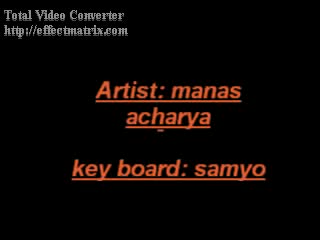 Total Video Converter
http://effectmatrix.com
Artist: manas
acharya
key board: samyo